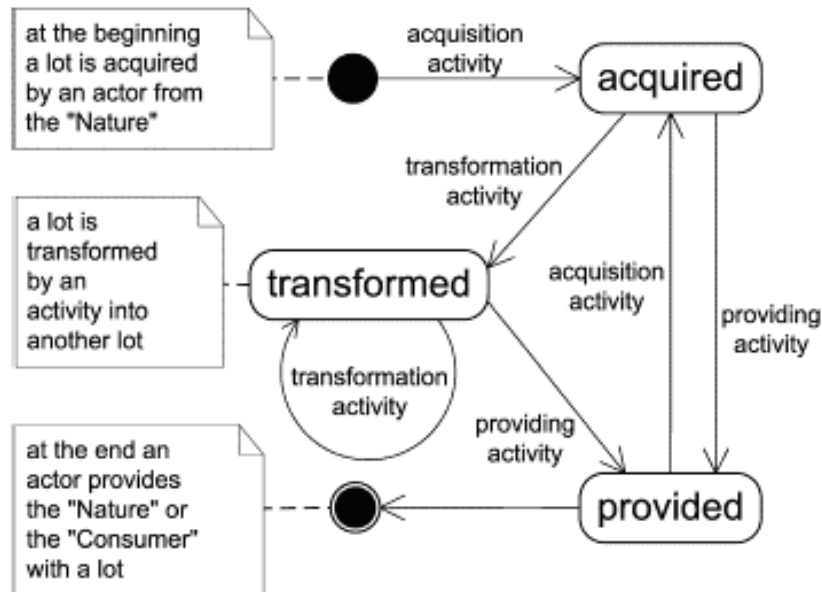 at the beginning
a lot is acquired
by an actor from
the "Nature"
acquisition
activity
acquired
transformation
activity
a lot is
transformed
by an
activity into
another lot
transformed
acquisition
activity
providing
activity
transformation
activity
providing
activity
at the end an
actor provides
the "Nature" or
the "Consumer"
with a lot
provided